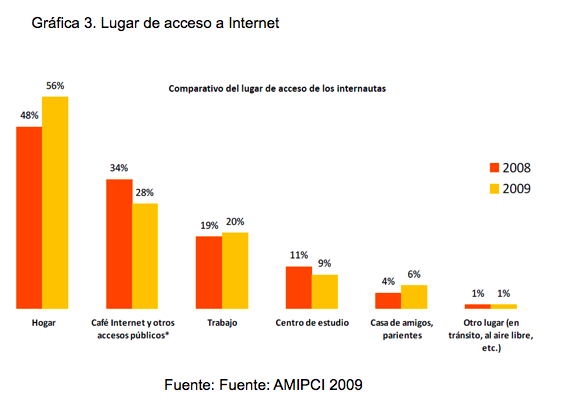 Gráfica 3. Lugar de acceso a Internet
Comparativo del lugar de acceso de los internautas
48%
56%
34%
28%
19%
20%
11%
9%
4%
6%
1%
1%
2008
2009
Hogar
Café Internet y otros
accesos públicos*
Trabajo
Centro de estudio
Casa de amigos,
parientes
Otro lugar (en
tránsito, al aire libre,
etc.)
Fuente: Fuente: AMIPCI 2009